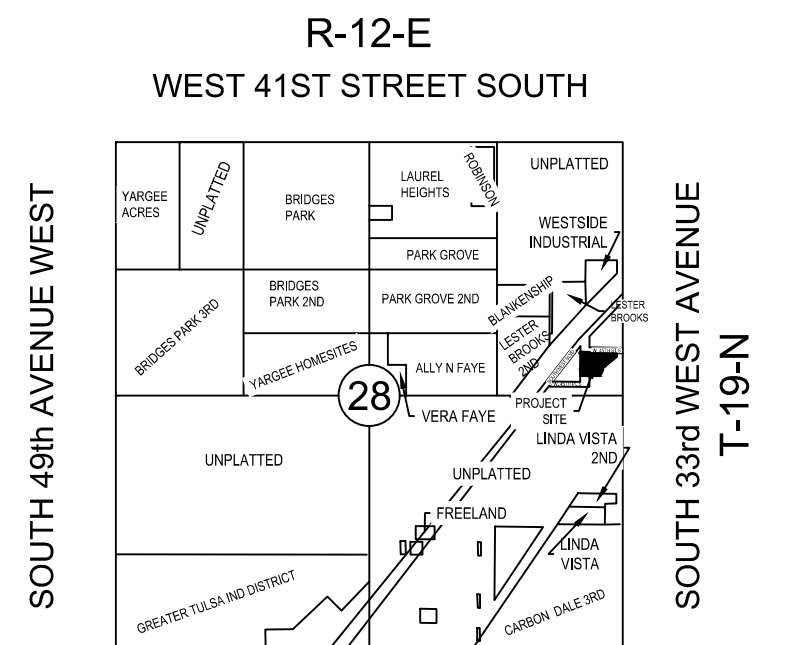 R-12-E
WEST 41ST STREET SOUTH
SOUTH 49th AVENUE WEST
SOUTH 33rd WEST AVENUE
T-19-N
YARGEE
ACRES
UNPLATTED
BRIDGES
PARK
LAUREL
HEIGHTS
ROBINSON
UNPLATTED
WESTSIDE
INDUSTRIAL
PARK GROVE
BRIDGES PARK 3RD
BRIDGES
PARK 2ND
PARK GROVE 2ND
BLANKENSHIP
LESTER
BROOKS
LESTER
BROOKS
2ND
YARGEE HOMESITES
ALLY N FAYE
28
VERA FAYE
PROJECT
SITE
UNPLATTED
LINDA VISTA
2ND
UNPLATTED
FREELAND
LINDA
VISTA
GREATER TULSA IND DISTRICT
CARBON DALE 3RD